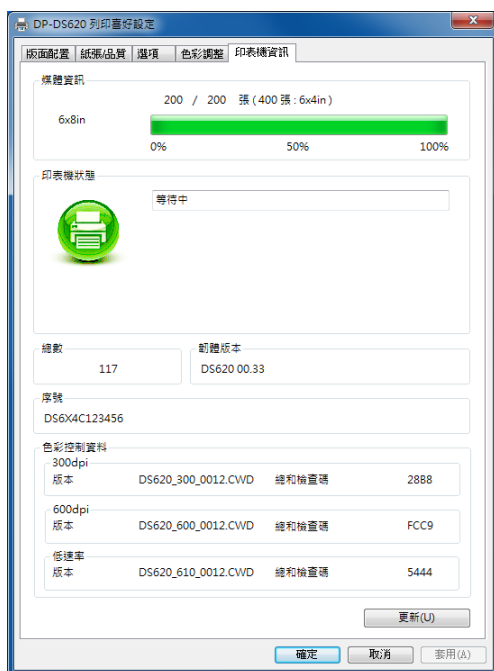 DP-DS620 列印喜好設定
版面配置 紙張/品質 選項 色彩調整 印表機資訊
媒體資訊
200 / 200 張 ( 400 張 : 6x4in )
6x8in
0% 50% 100%
印表機狀態
等待中
總數 韌體版本
117 DS620 00.33
序號
DS6X4C123456
色彩控制資料
300dpi
版本 DS620_300_0012.CWD 總和檢查碼 28B8
600dpi
版本 DS620_600_0012.CWD 總和檢查碼 FCC9
低速率
版本 DS620_610_0012.CWD 總和檢查碼 5444
更新(U)
確定 取消 套用(A)